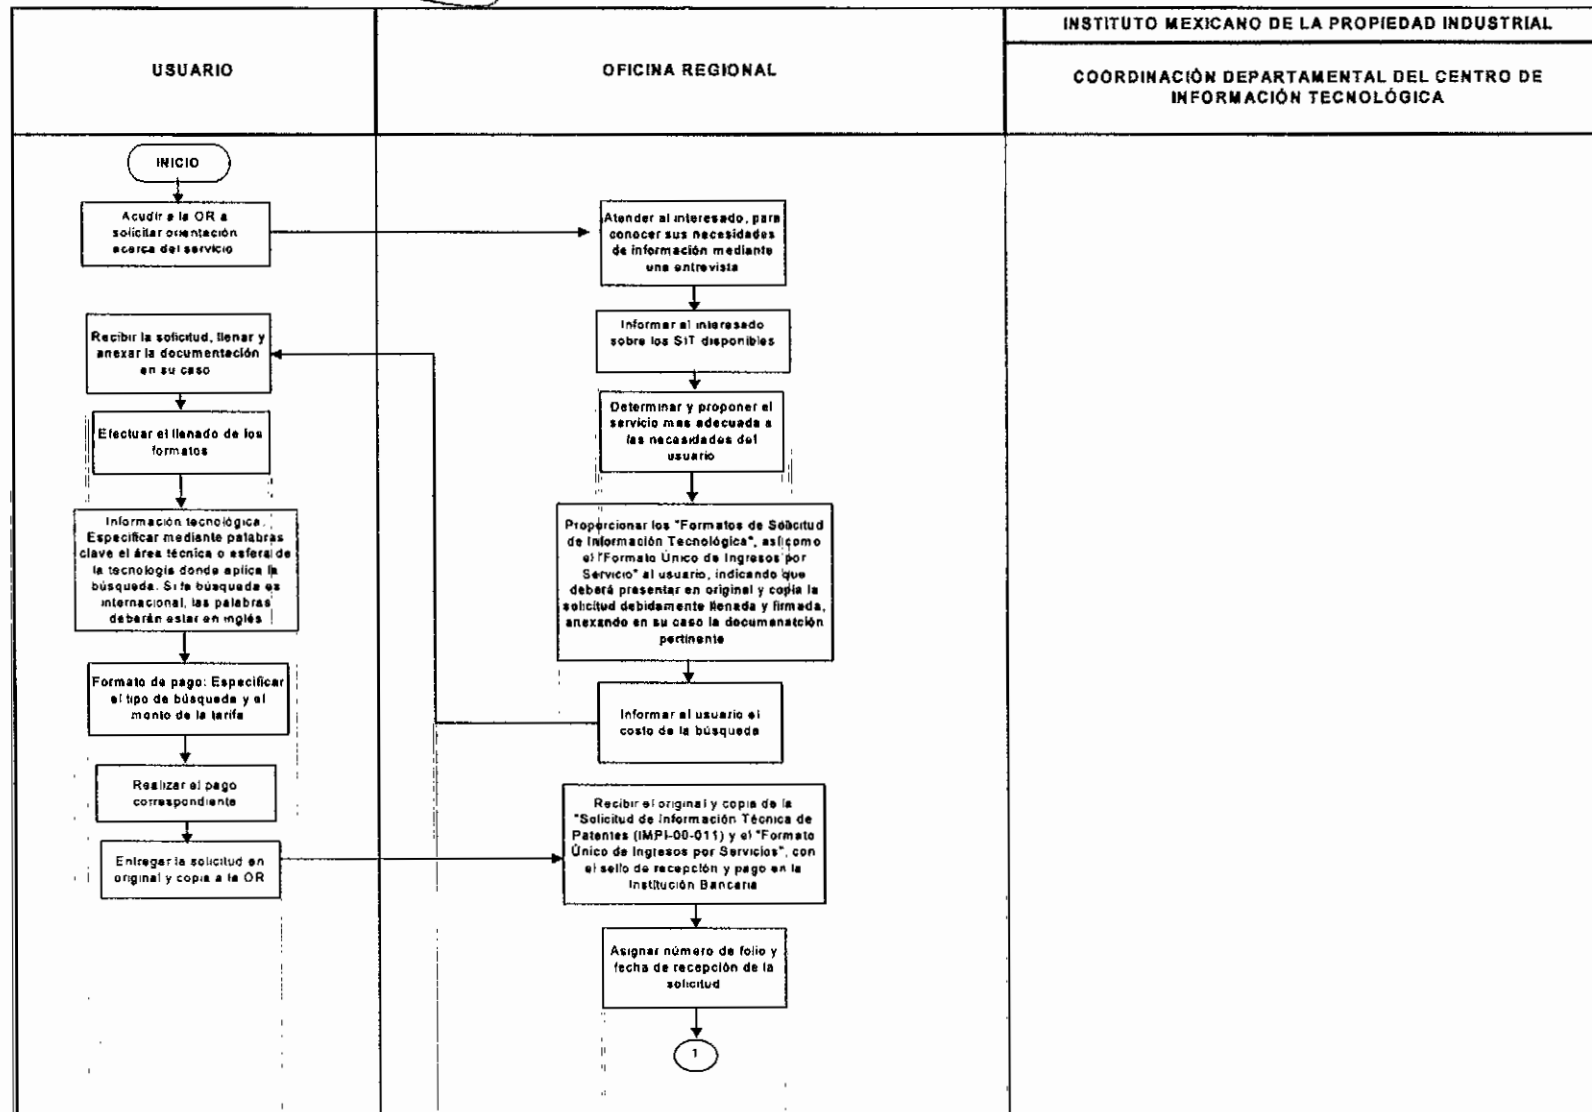 INSTITUTO MEXICANO DE LA PROPIEDAD INDUSTRIAL
USUARIO
OFICINA REGIONAL
COORDINACIÓN DEPARTAMENTAL DEL CENTRO DE
INFORMACIÓN TECNOLÓGICA
INICIO
Acudir a la OR a
solicitar orientación
acerca del servicio
Atender al interesado, para
conocer sus necesidades
de información mediante
una entrevista
Informar al interesado
sobre los SIT disponibles
Determinar y proponer el
servicio mas adecuada a
las necesidades del
usuario
Proporcionar los "Formatos de Solicitud
de Información Tecnológica", así como
el "Formato Único de Ingresos por
Servicio" al usuario, indicando que
deberá presentar en original y copia la
solicitud debidamente llenada y firmada,
anexando en su caso la documanatción
pertinente
Informar al usuario el
costo de la búsqueda
Recibir la solicitud, llenar y
anexar la documentación
en su caso
Efectuar el llenado de los
formatos
Información tecnológica.
Especificar mediante palabras
clave el área técnica o esfera de
la tecnología donde aplica la
búsqueda. Si la búsqueda es
internacional, las palabras
deberán estar en inglés
Formato de pago: Especificar
el tipo de búsqueda y el
monto de la tarifa
Realizar el pago
correspondiente
Entregar la solicitud en
original y copia a la OR
Recibir el original y copia de la
"Solicitud de Información Técnica de
Patentes (IMPI-00-011) y el "Formato
Único de Ingresos por Servicios", con
el sello de recepción y pago en la
Institución Bancaria
Asignar número de folio y
fecha de recepción de la
solicitud
1